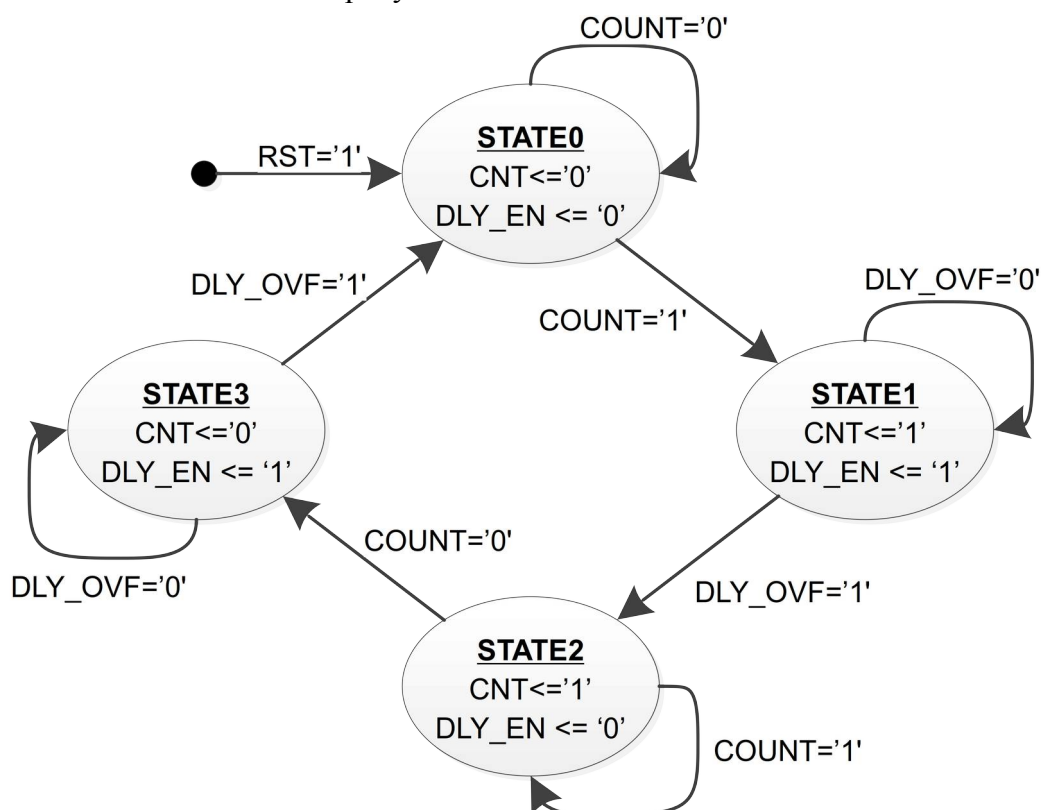 COUNT='0'
RST='1'
STATE0
CNT<='0'
DLY_EN <= ‘0’
DLY_OVF='1'
COUNT='1'
DLY_OVF='0'
STATE3
CNT<='0'
DLY_EN <= ‘1’
STATE1
CNT<='1'
DLY_EN <= ‘1’
COUNT='0'
DLY_OVF='0'
DLY_OVF='1'
STATE2
CNT<='1'
DLY_EN <= ‘0’
COUNT='1'